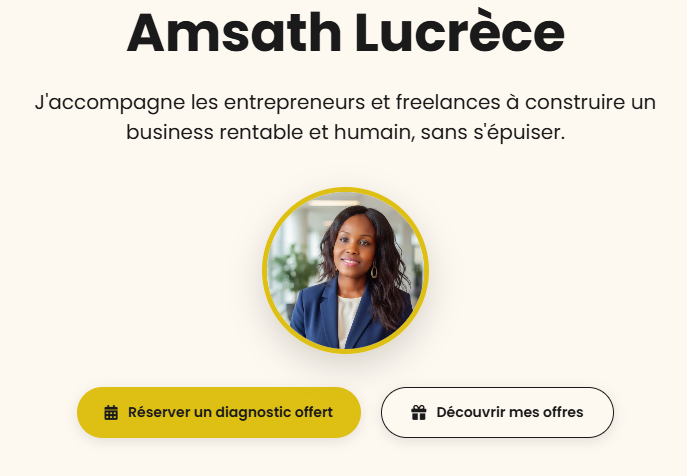 Amsath Lucrèce
J'accompagne les entrepreneurs et freelances à construire un
business rentable et humain, sans s'épuiser.
Réserver un diagnostic offert
Découvrir mes offres